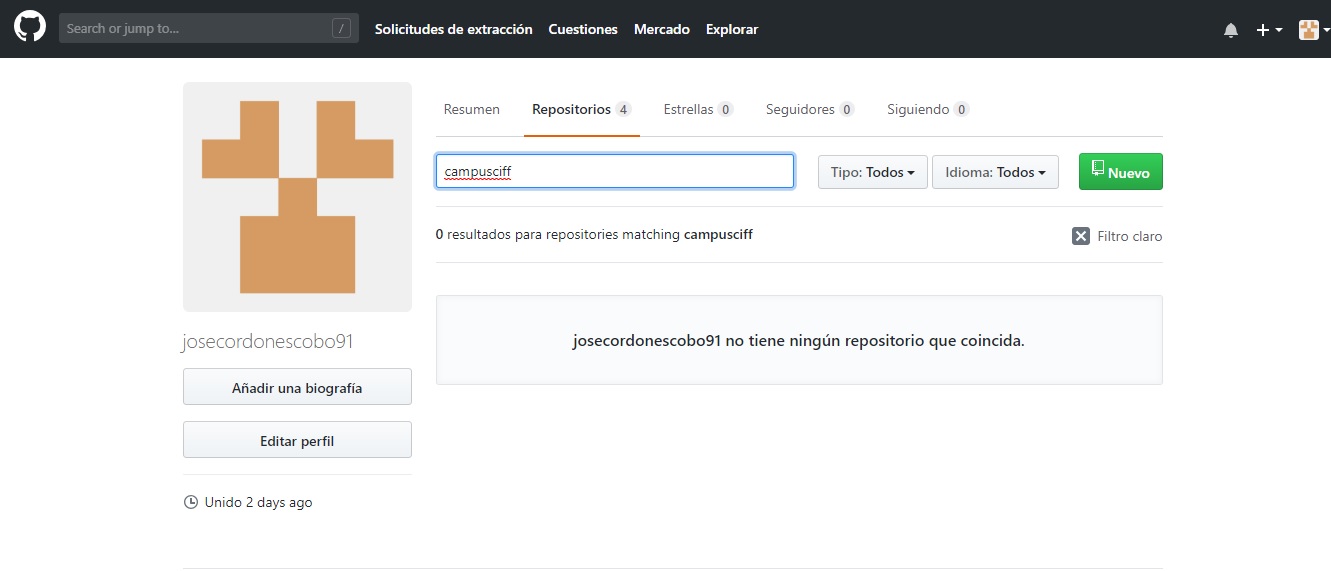 Search or jump to... / Solicitudes de extracción Cuestiones Mercado Explorar
Resumen Repositorios 4 Estrellas 0 Seguidores 0 Siguiendo 0
campusciff Tipo: Todos Idioma: Todos Nuevo
0 resultados para repositories matching campusciff Filtro claro
josecordonescobo91 no tiene ningún repositorio que coincida.
josecordonescobo91
Añadir una biografía
Editar perfil
Unido 2 days ago